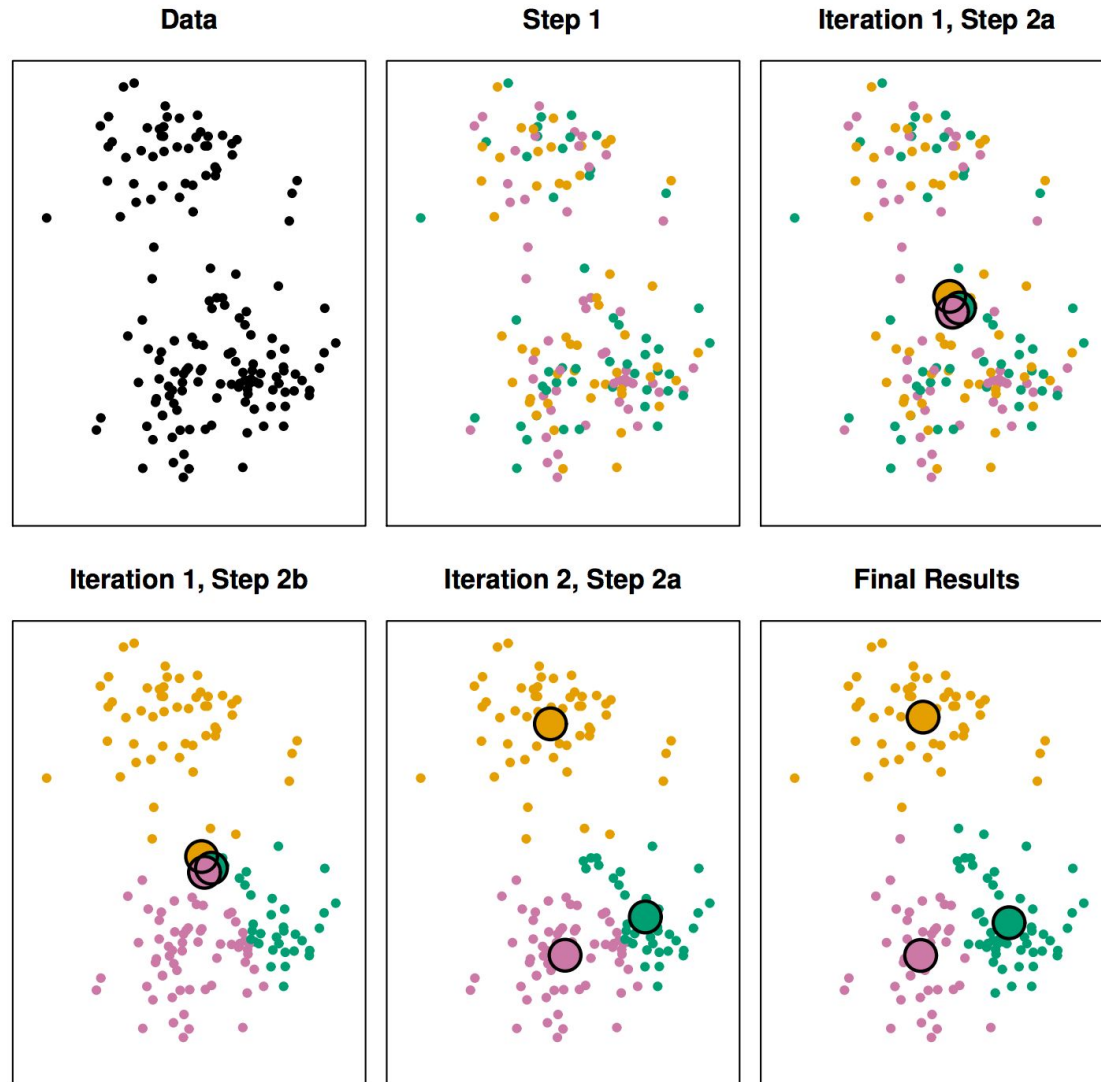 Data
Step 1
Iteration 1, Step 2a
Iteration 1, Step 2b
Iteration 2, Step 2a
Final Results